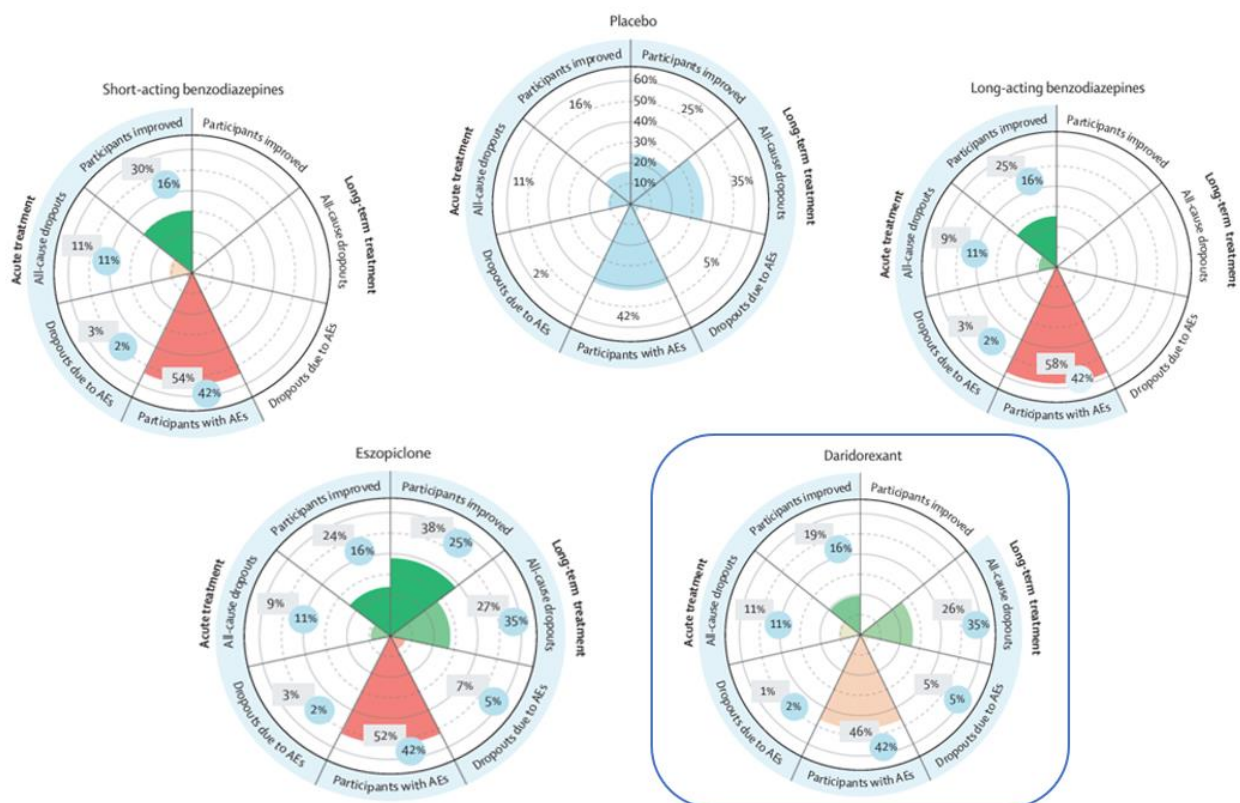 Placebo
Participants improved
Participants improved
All-cause dropouts
Dropouts due to AEs
Participants with AEs
Dropouts due to AEs
All-cause dropouts
Acute treatment
Long-term treatment
60%
50%
40%
30%
20%
10%
16%
25%
11%
35%
2%
5%
42%
Short-acting benzodiazepines
Participants improved
Participants improved
All-cause dropouts
Dropouts due to AEs
Participants with AEs
Dropouts due to AEs
All-cause dropouts
Acute treatment
Long-term treatment
30%
16%
11%
11%
3%
2%
54%
42%
Long-acting benzodiazepines
Participants improved
Participants improved
All-cause dropouts
Dropouts due to AEs
Participants with AEs
Dropouts due to AEs
All-cause dropouts
Acute treatment
Long-term treatment
25%
16%
9%
11%
3%
2%
58%
42%
Eszopiclone
Participants improved
Participants improved
All-cause dropouts
Dropouts due to AEs
Participants with AEs
Dropouts due to AEs
All-cause dropouts
Acute treatment
Long-term treatment
24%
16%
38%
25%
9%
11%
27%
35%
3%
2%
7%
5%
52%
42%
Daridorexant
Participants improved
Participants improved
All-cause dropouts
Dropouts due to AEs
Participants with AEs
Dropouts due to AEs
All-cause dropouts
Acute treatment
Long-term treatment
19%
16%
11%
11%
26%
35%
1%
2%
5%
5%
46%
42%